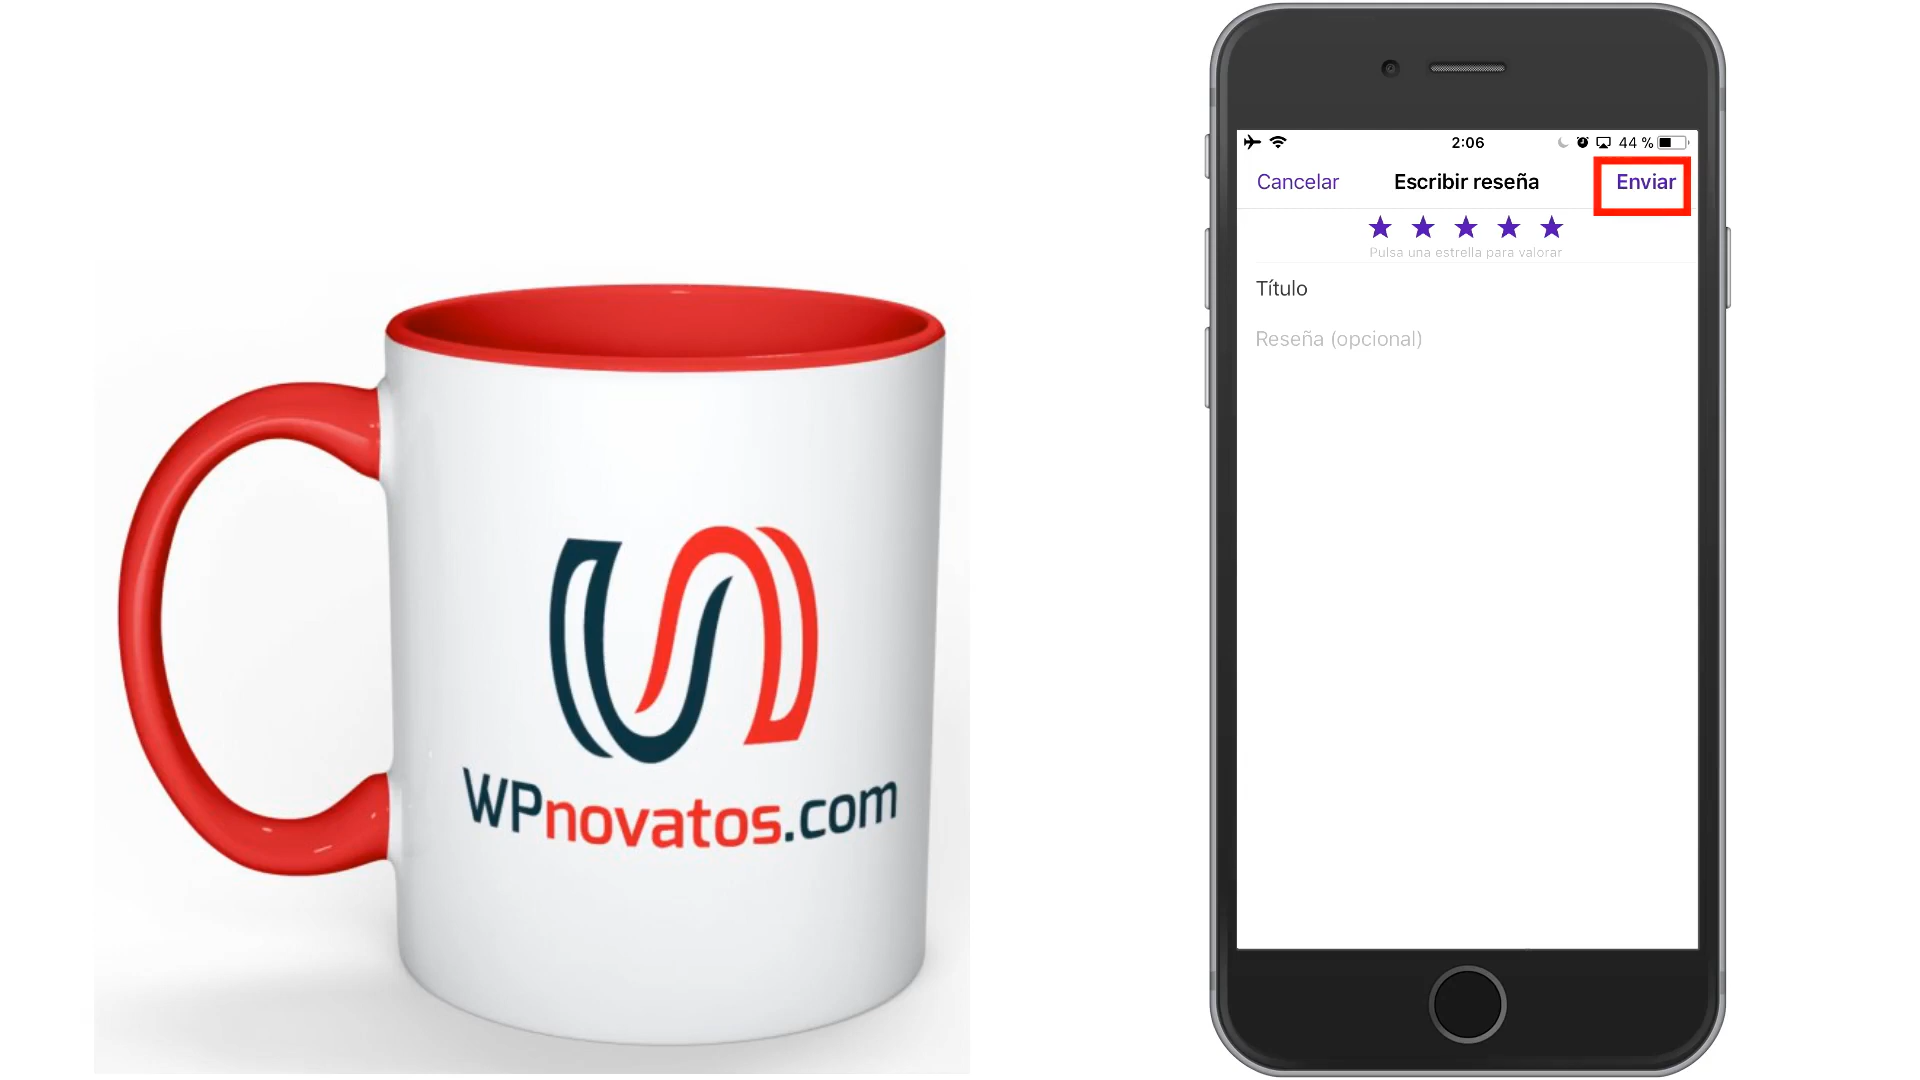 WPnovatos.com
2:06
44 %
Cancelar
Escribir reseña
Enviar
Pulsa una estrella para valorar
Título
Reseña (opcional)